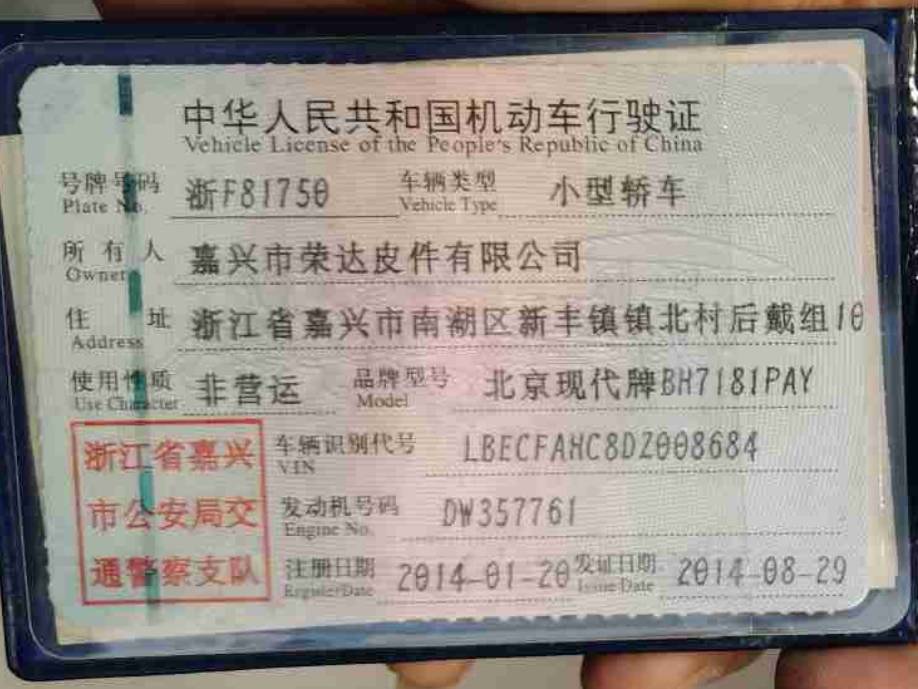 中华人民共和国机动车行驶证
Vehicle License of the People's Republic of China
号牌号码 浙F81750 车辆类型 小型轿车
Plate No. Vehicle Type
所有人 嘉兴市荣达皮件有限公司
Owner
住址 浙江省嘉兴市南湖区新丰镇镇北村后戴组10
Address
使用性质 非营运 品牌型号 北京现代牌BH7181PAY
Use Character Model
浙江省嘉兴
市公安局交
通警察支队
车辆识别代号 LBECFAHC8DZ008684
VIN
发动机号码 DW357761
Engine No.
注册日期 2014-01-20 发证日期 2014-08-29
Register Date Issue Date